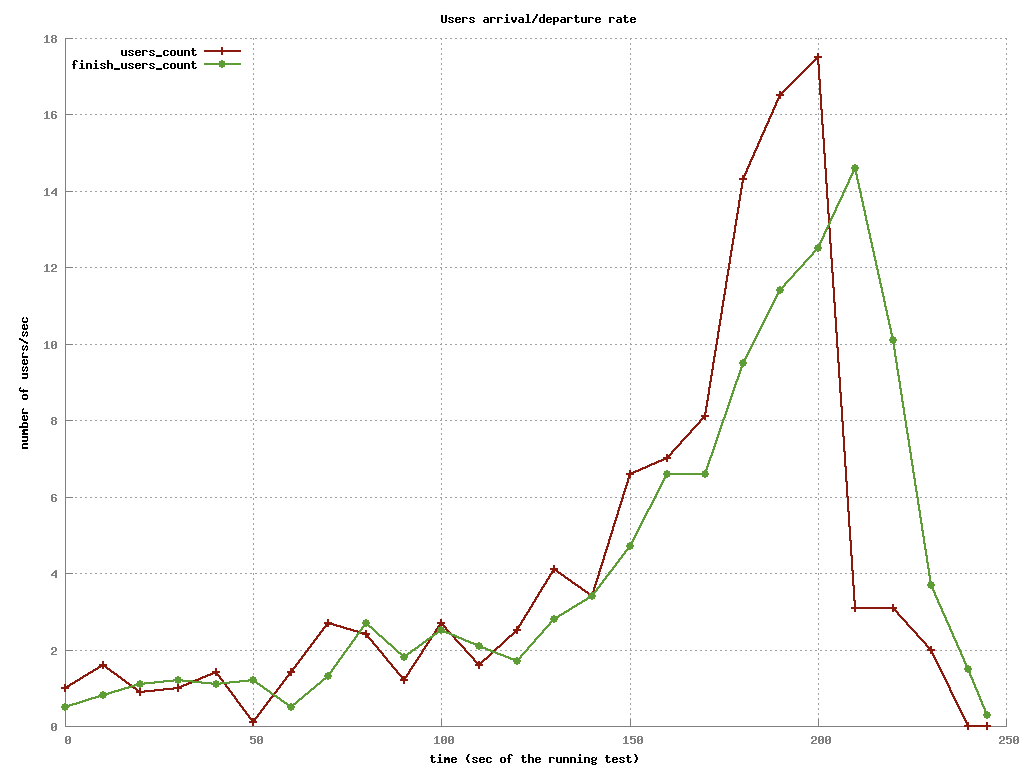 Users arrival/departure rate
users_count
finish_users_count
18
16
14
12
10
8
6
4
2
0
number of users/sec
0 50 100 150 200 250
time (sec of the running test)